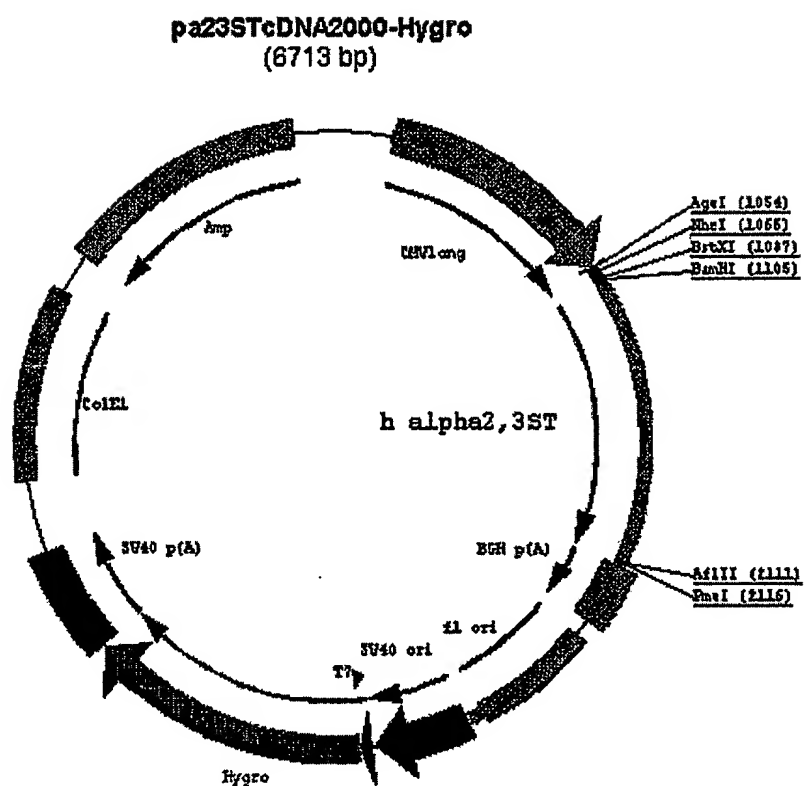 pa23STcDNA2000-Hygro
(6713 bp)
Amp
CMVlong
AgeI (1054)
NheI (1066)
BstXI (1087)
BamHI (1105)
ColE1
h alpha2,3ST
SV40 p(A)
BGH p(A)
AflII (2111)
PmeI (2116)
f1 ori
SV40 ori
T7
Hygro